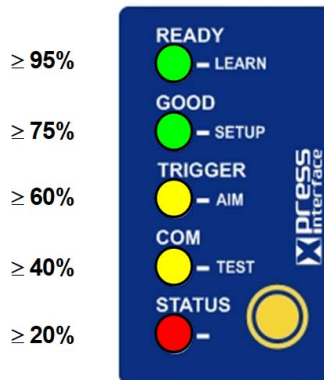 ≥ 95%
READY
LEARN
≥ 75%
GOOD
SETUP
≥ 60%
TRIGGER
AIM
≥ 40%
COM
TEST
≥ 20%
STATUS
Xpress
interface